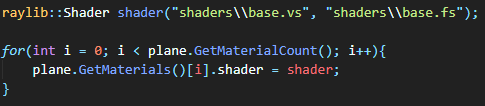 raylib::Shader shader("shaders\\base.vs", "shaders\\base.fs");
for(int i = 0; i < plane.GetMaterialCount(); i++){
    plane.GetMaterials()[i].shader = shader;
}